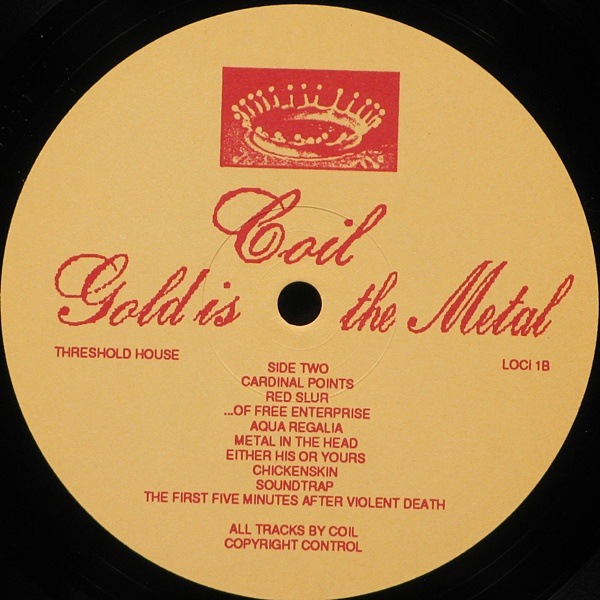 Coil
Gold is the Metal
THRESHOLD HOUSE
LOCI 1B
SIDE TWO
CARDINAL POINTS
RED SLUR
...OF FREE ENTERPRISE
AQUA REGALIA
METAL IN THE HEAD
EITHER HIS OR YOURS
CHICKENSKIN
SOUNDTRAP
THE FIRST FIVE MINUTES AFTER VIOLENT DEATH
ALL TRACKS BY COIL
COPYRIGHT CONTROL